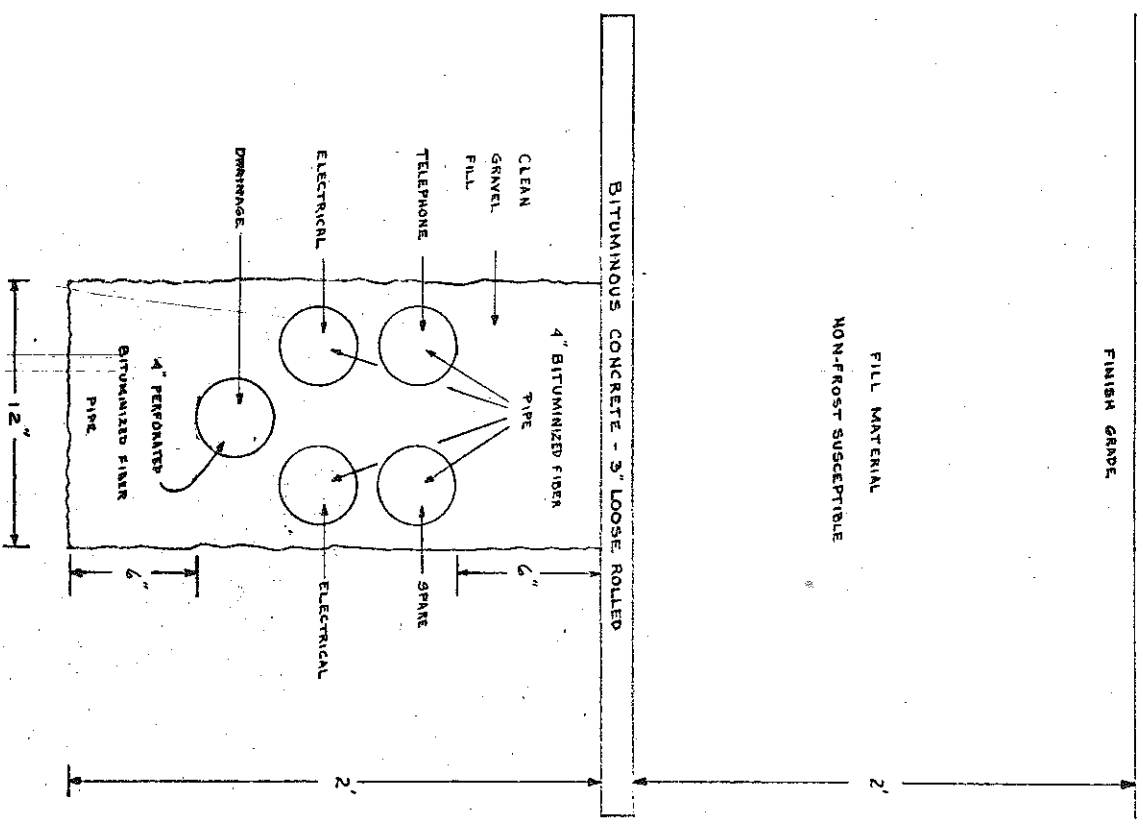 FINISH GRADE
FILL MATERIAL
NON-FROST SUSCEPTIBLE
2'
BITUMINOUS CONCRETE - 3" LOOSE ROLLED
4" BITUMINIZED FIBER
PIPE
CLEAN
GRAVEL
FILL
6"
TELEPHONE
SPARE
ELECTRICAL
ELECTRICAL
2'
DRAINAGE
4" PERFORATED
BITUMINIZED FIBER
PIPE
6"
12"